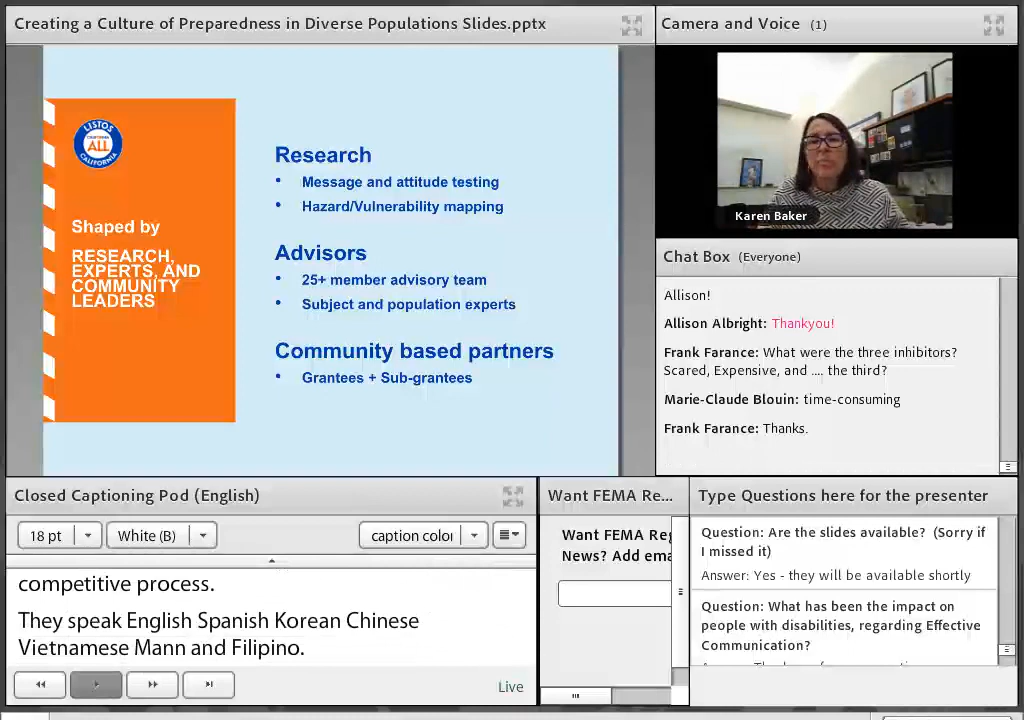 Creating a Culture of Preparedness in Diverse Populations Slides.pptx
LISTOS
CALIFORNIA
ALL
CALIFORNIA
Shaped by
RESEARCH,
EXPERTS, AND
COMMUNITY
LEADERS
Research
• Message and attitude testing
• Hazard/Vulnerability mapping
Advisors
• 25+ member advisory team
• Subject and population experts
Community based partners
• Grantees + Sub-grantees
Camera and Voice (1)
Karen Baker
Chat Box (Everyone)
Allison!
Allison Albright: Thankyou!
Frank Farance: What were the three inhibitors?
Scared, Expensive, and .... the third?
Marie-Claude Blouin: time-consuming
Frank Farance: Thanks.
Closed Captioning Pod (English)
18 pt
White (B)
caption color
competitive process.
They speak English Spanish Korean Chinese
Vietnamese Mann and Filipino.
Live
Want FEMA Re...
Want FEMA Reg
News? Add ema
Type Questions here for the presenter
Question: Are the slides available? (Sorry if
I missed it)
Answer: Yes - they will be available shortly
Question: What has been the impact on
people with disabilities, regarding Effective
Communication?